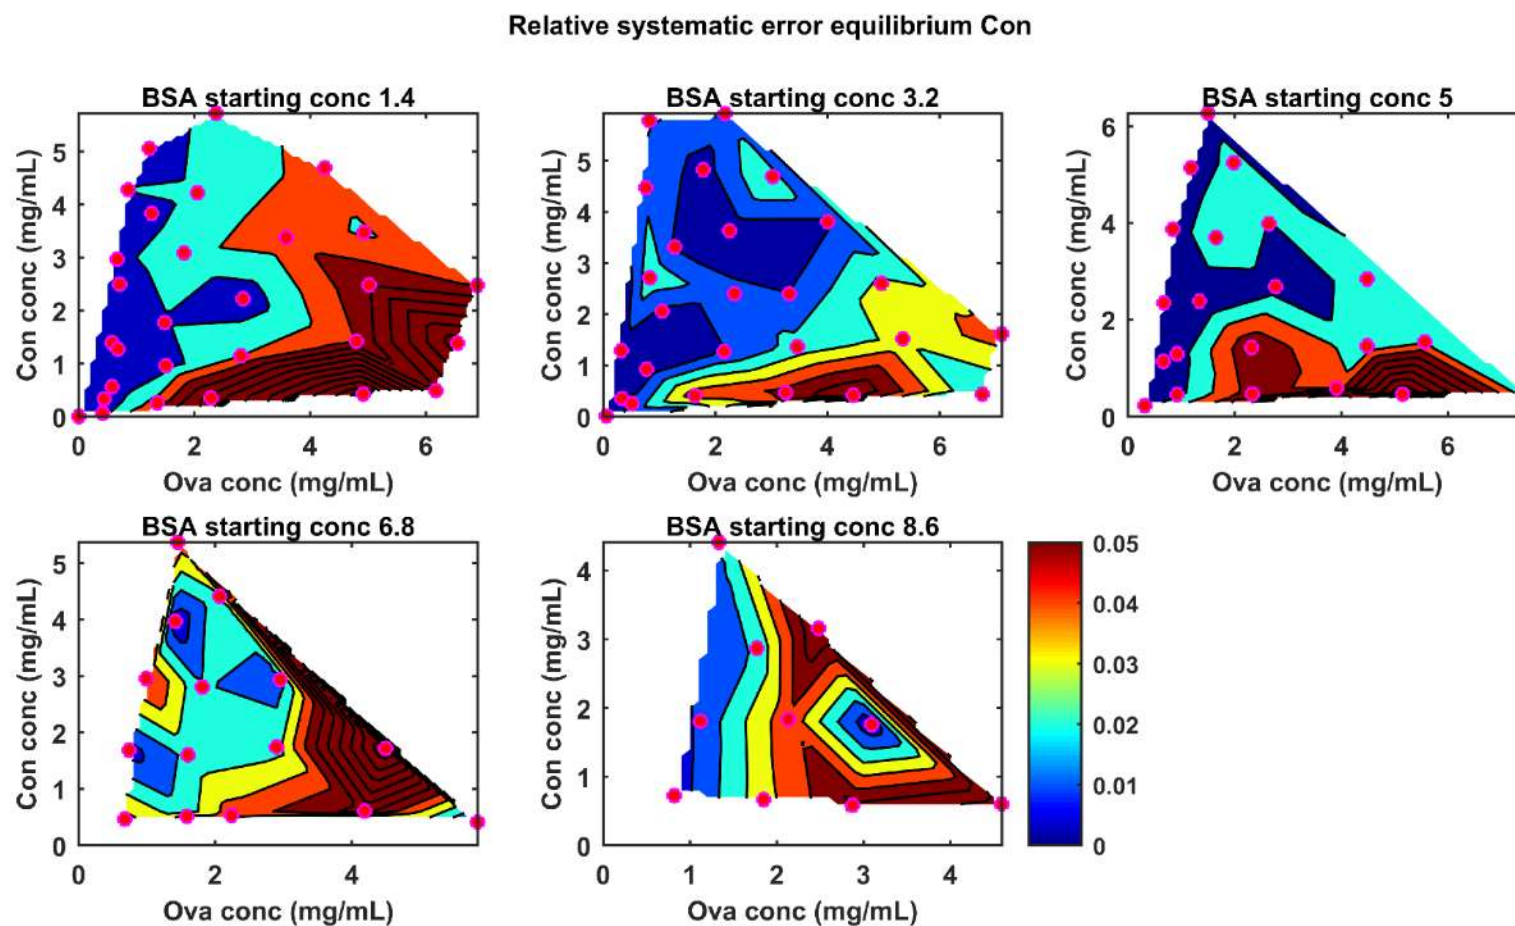 Relative systematic error equilibrium Con
BSA starting conc 1.4
Con conc (mg/mL)
5
4
3
2
1
0
0 2 4 6
Ova conc (mg/mL)
BSA starting conc 3.2
Con conc (mg/mL)
5
4
3
2
1
0
0 2 4 6
Ova conc (mg/mL)
BSA starting conc 5
Con conc (mg/mL)
6
4
2
0
0 2 4 6
Ova conc (mg/mL)
BSA starting conc 6.8
Con conc (mg/mL)
5
4
3
2
1
0
0 2 4
Ova conc (mg/mL)
BSA starting conc 8.6
Con conc (mg/mL)
4
3
2
1
0
0 1 2 3 4
Ova conc (mg/mL)
0.05
0.04
0.03
0.02
0.01
0